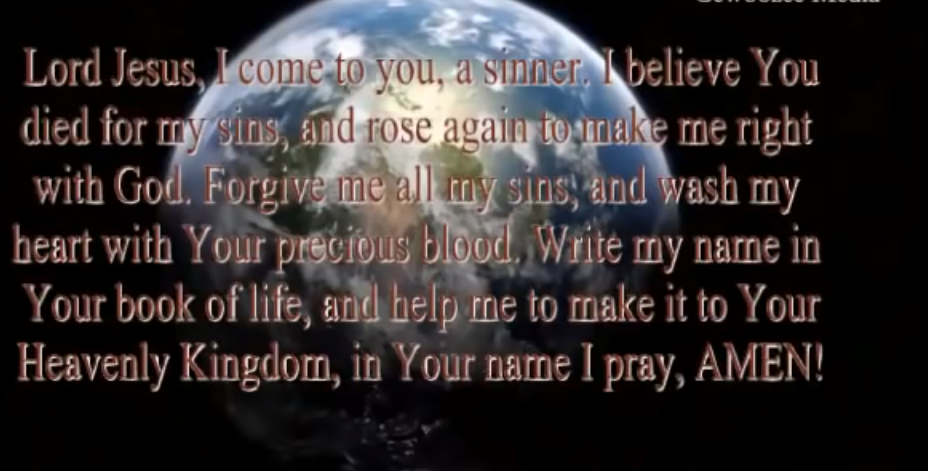 Lord Jesus, I come to you, a sinner. I believe You
died for my sins, and rose again to make me right
with God. Forgive me all my sins, and wash my
heart with Your precious blood. Write my name in
Your book of life, and help me to make it to Your
Heavenly Kingdom, in Your name I pray, AMEN!